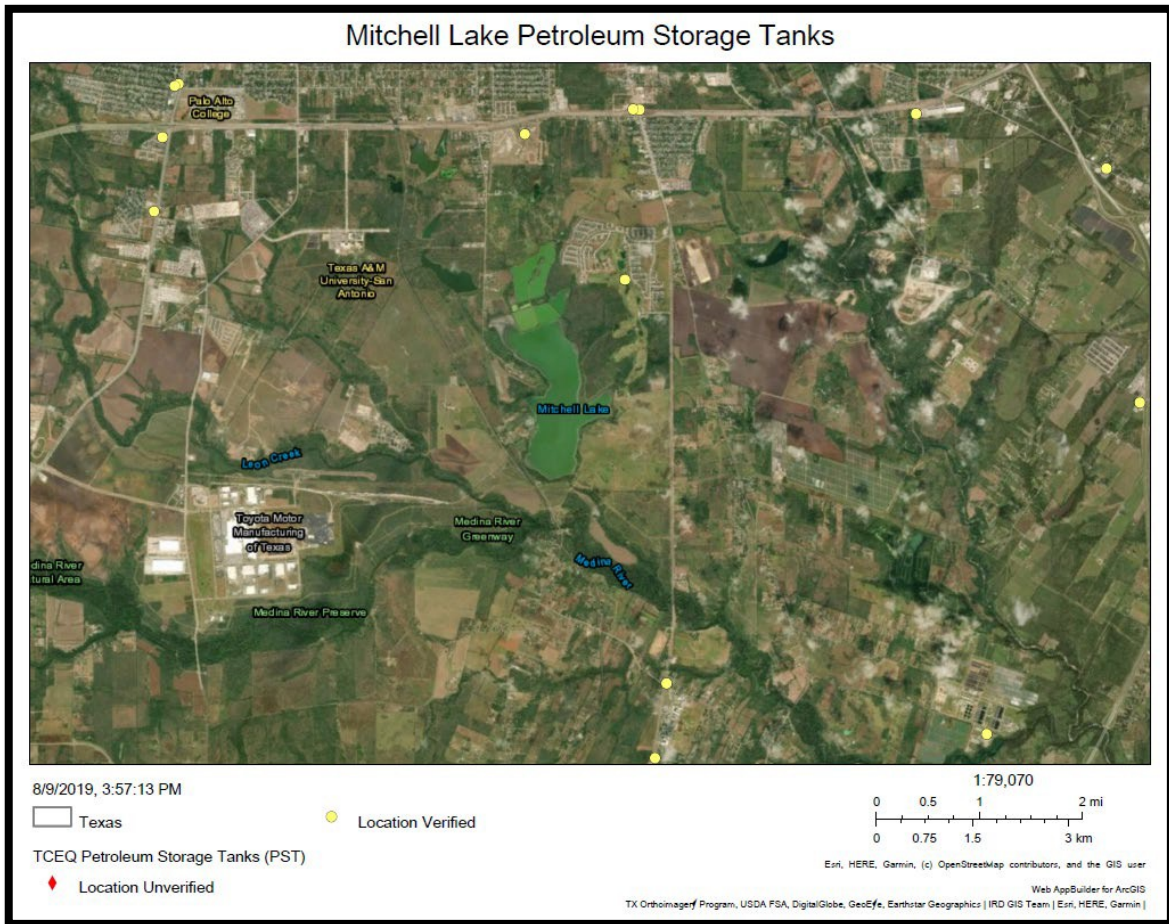 Mitchell Lake Petroleum Storage Tanks
Palo Alto
College
Texas A&M
University-San
Antonio
Mitchell Lake
Leon Creek
Toyota Motor
Manufacturing
of Texas
Medina River
Greenway
Medina River
dina River
tural Area
Medina River Preserve
8/9/2019, 3:57:13 PM
Texas
Location Verified
TCEQ Petroleum Storage Tanks (PST)
Location Unverified
1:79,070
0 0.5 1 2 mi
0 0.75 1.5 3 km
Esri, HERE, Garmin, (c) OpenStreetMap contributors, and the GIS user
Web AppBuilder for ArcGIS
TX Orthoimagery Program, USDA FSA, DigitalGlobe, GeoEye, Earthstar Geographics | IRD GIS Team | Esri, HERE, Garmin |